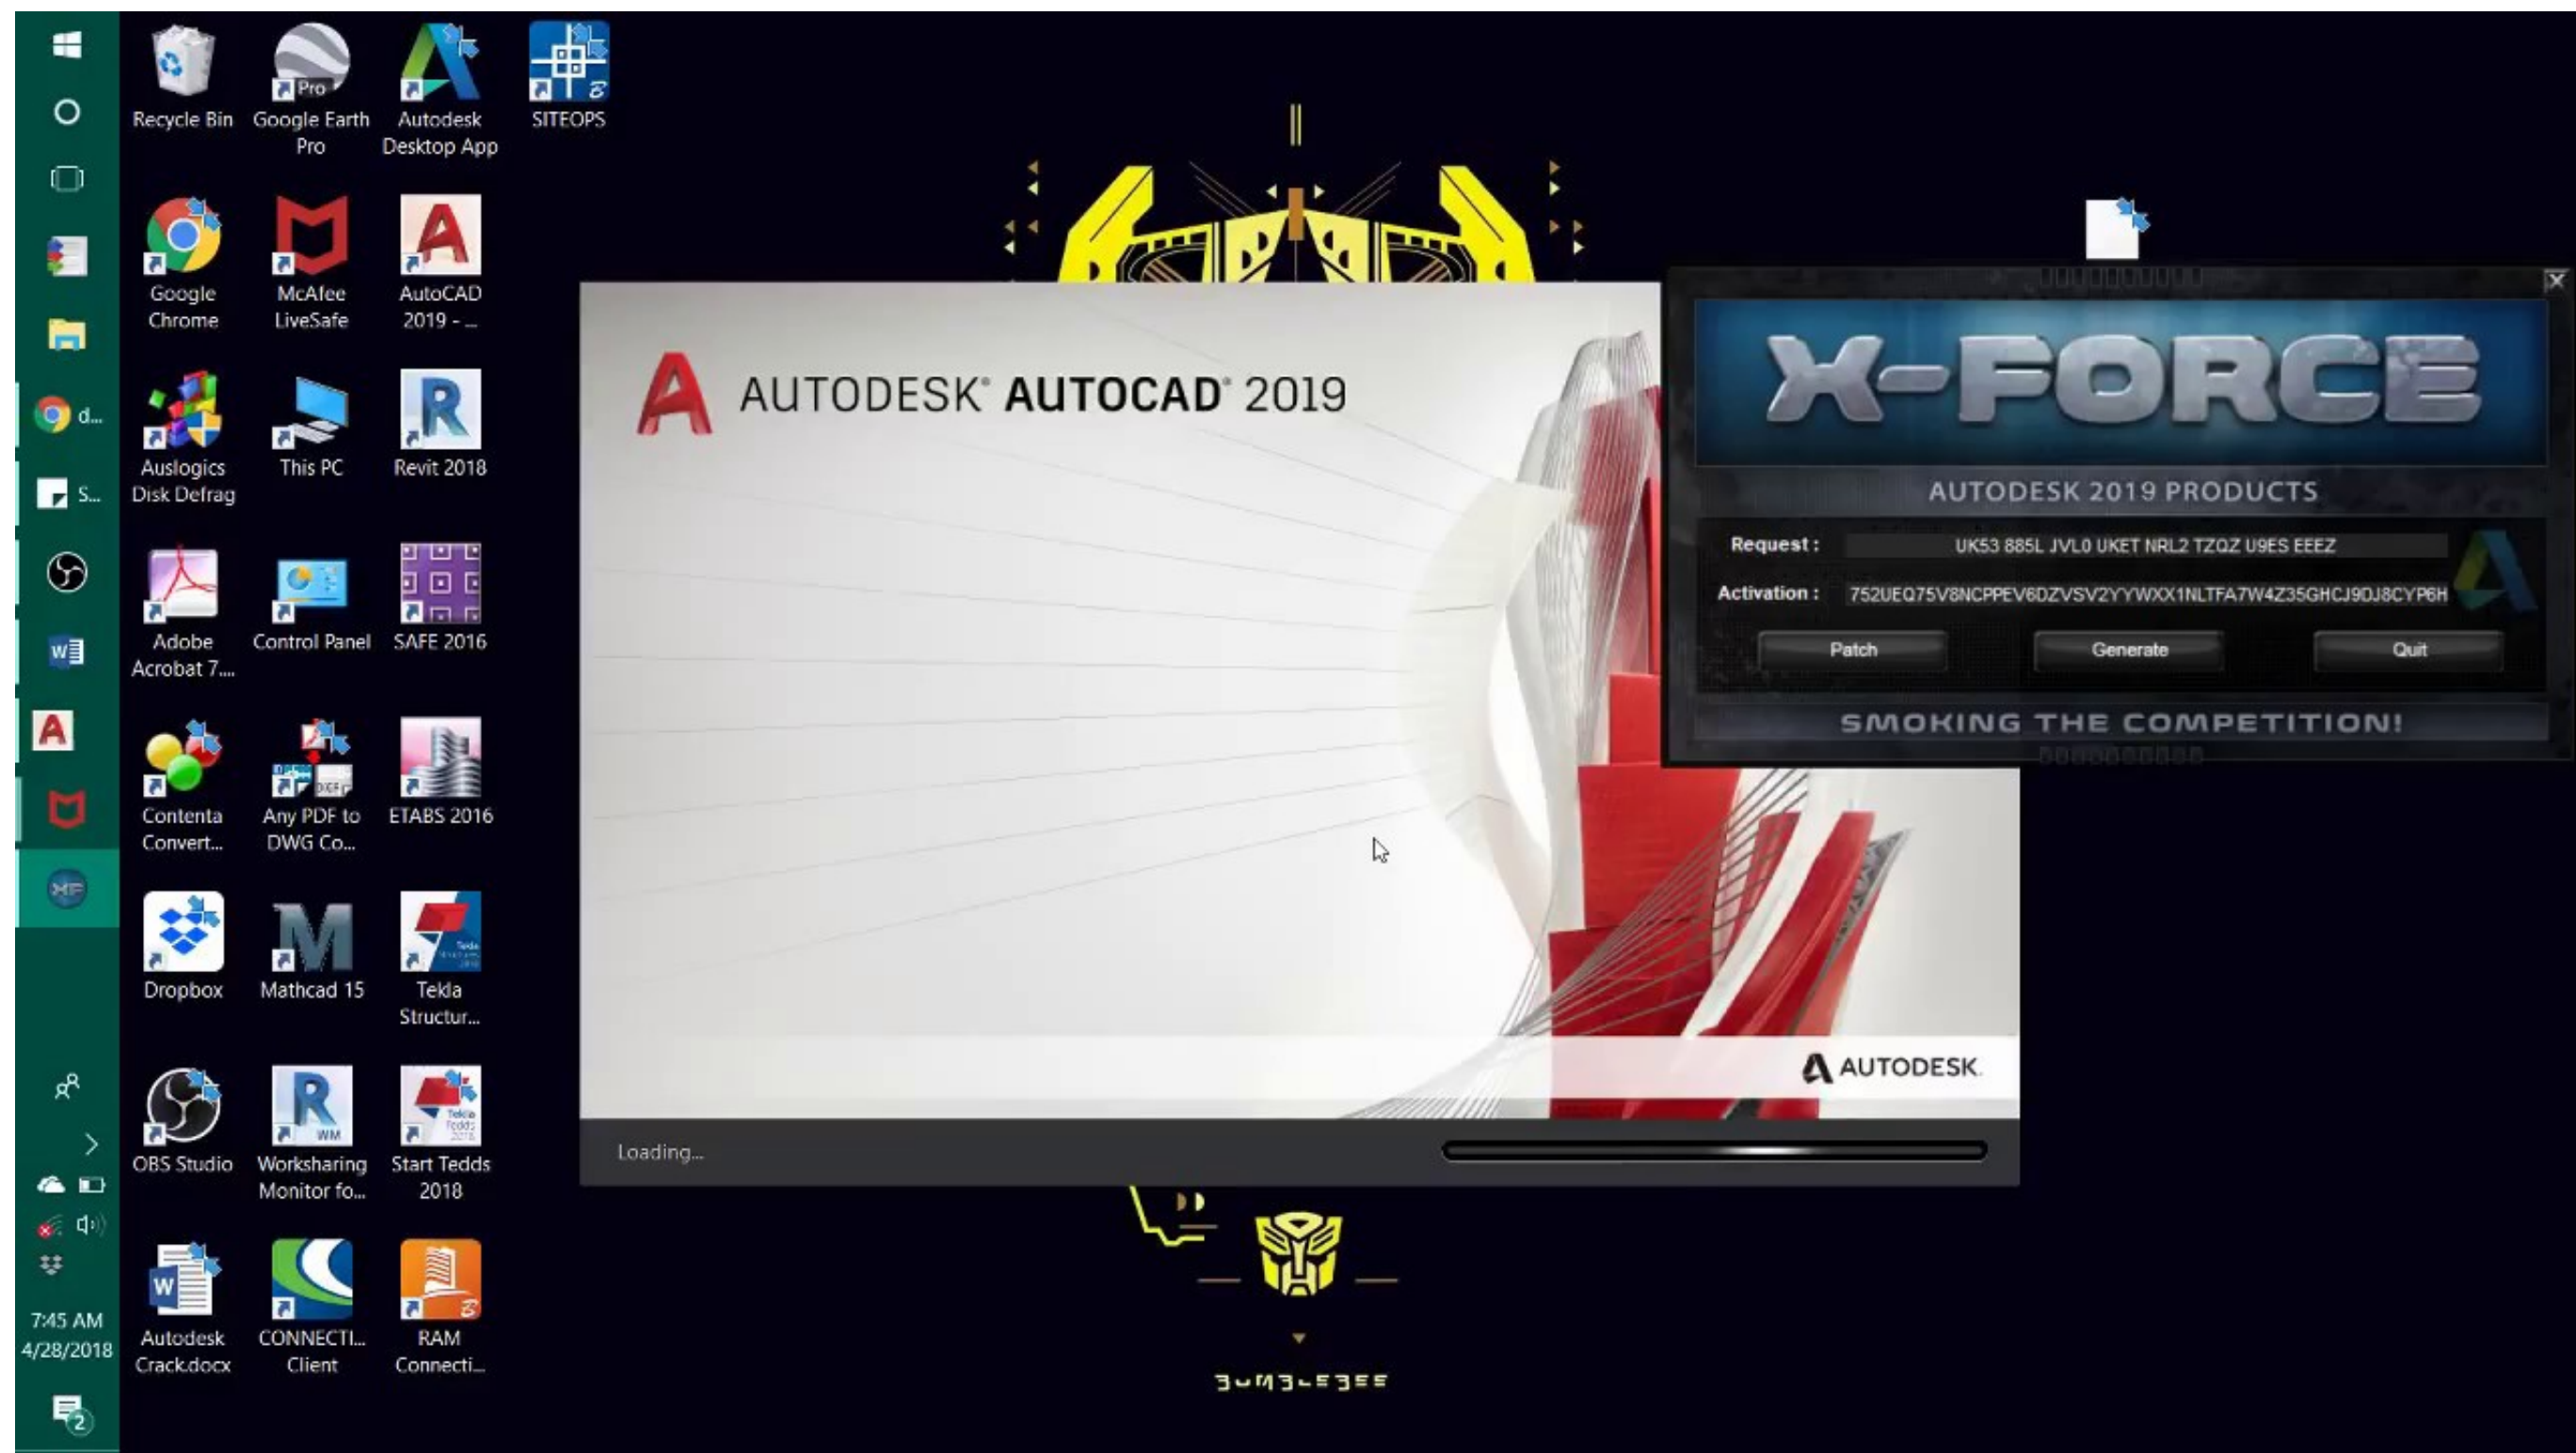 Recycle Bin
Google Earth
Pro
Pro
Autodesk
Desktop App
SITEOPS
Google
Chrome
McAfee
LiveSafe
AutoCAD
2019 - ...
Auslogics
Disk Defrag
This PC
Revit 2018
Adobe
Acrobat 7....
Control Panel
SAFE 2016
Contenta
Convert...
Any PDF to
DWG Co...
ETABS 2016
Dropbox
Mathcad 15
Tekla
Structur...
OBS Studio
WM
Worksharing
Monitor fo...
Start Tedds
2018
Autodesk
Crack.docx
CONNECTI...
Client
RAM
Connecti...
d...
S...
7:45 AM
4/28/2018
2
AUTODESK® AUTOCAD® 2019
AUTODESK.
Loading...
X-FORCE
AUTODESK 2019 PRODUCTS
Request :
UK53 885L JVL0 UKET NRL2 TZQZ U9ES EEEZ
Activation :
752UEQ75V8NCPPEV6DZVSV2YYWXX1NLTFA7W4Z35GHCJ9DJ8CYP6H
Patch
Generate
Quit
SMOKING THE COMPETITION!
BUMBLEBEE